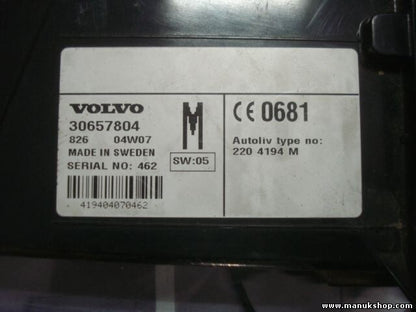 VOLVO
30657804
826 04W07
MADE IN SWEDEN
SERIAL NO: 462
SW:05
419404070462
CE 0681
Autoliv type no:
220 4194 M
www.manukshop.com